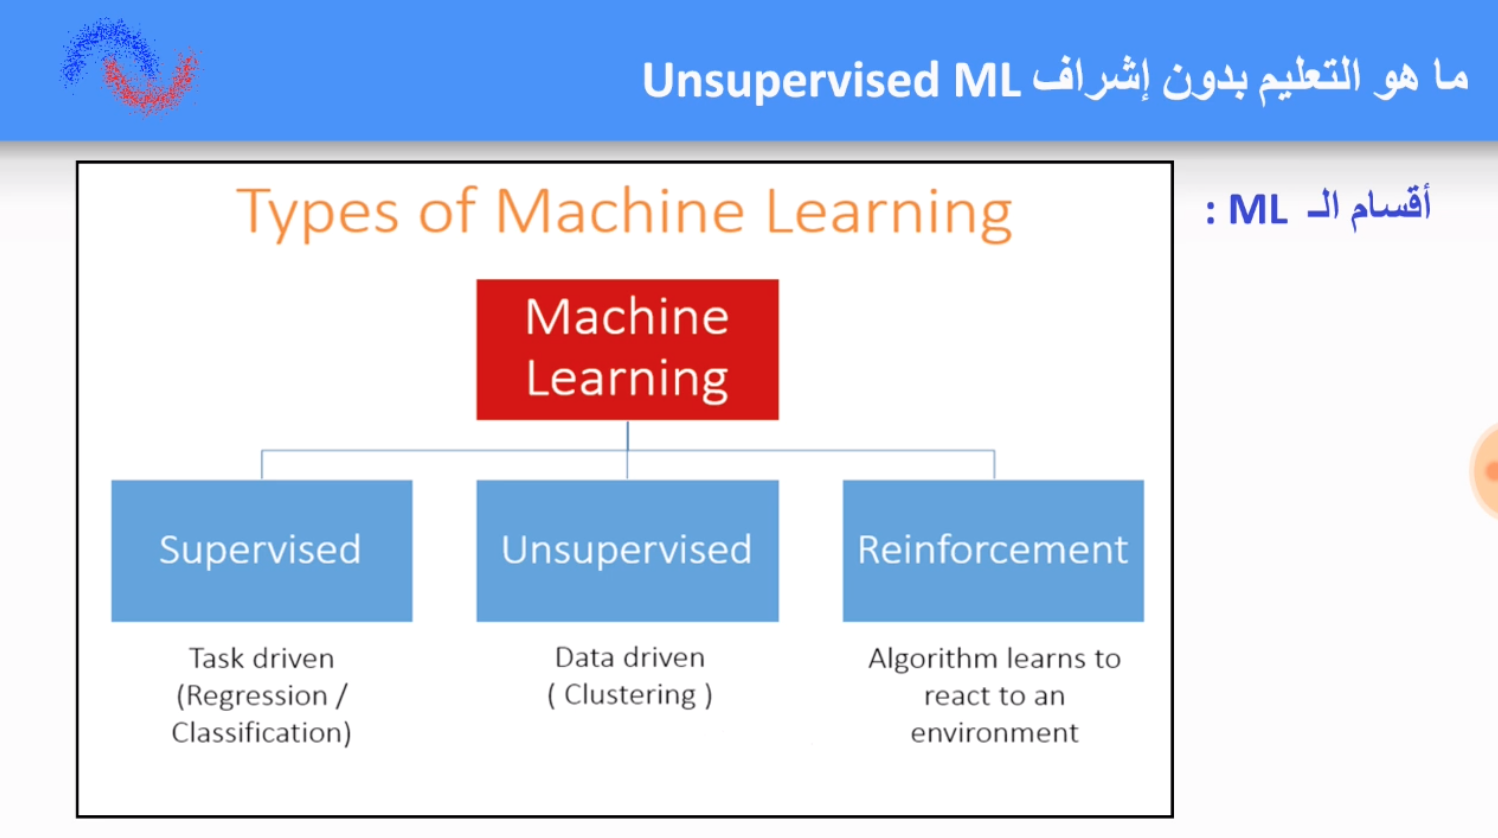 ما هو التعليم بدون إشراف Unsupervised ML
أقسام الـ ML :
Types of Machine Learning
Machine
Learning
Supervised
Unsupervised
Reinforcement
Task driven
(Regression /
Classification)
Data driven
( Clustering )
Algorithm learns to
react to an
environment